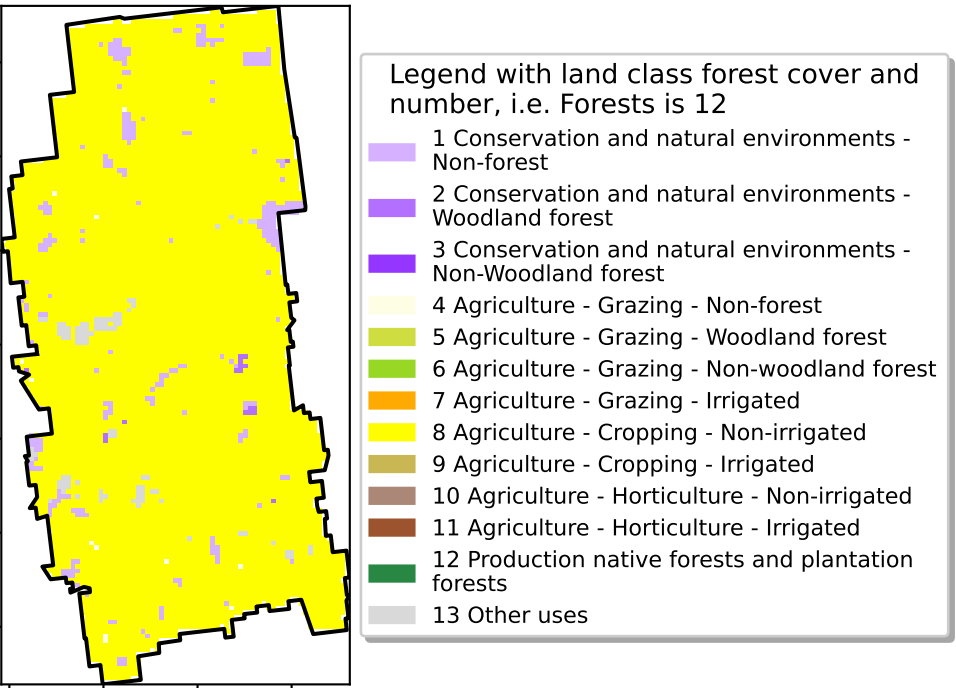 Legend with land class forest cover and
number, i.e. Forests is 12
1 Conservation and natural environments -
Non-forest
2 Conservation and natural environments -
Woodland forest
3 Conservation and natural environments -
Non-Woodland forest
4 Agriculture - Grazing - Non-forest
5 Agriculture - Grazing - Woodland forest
6 Agriculture - Grazing - Non-woodland forest
7 Agriculture - Grazing - Irrigated
8 Agriculture - Cropping - Non-irrigated
9 Agriculture - Cropping - Irrigated
10 Agriculture - Horticulture - Non-irrigated
11 Agriculture - Horticulture - Irrigated
12 Production native forests and plantation
forests
13 Other uses